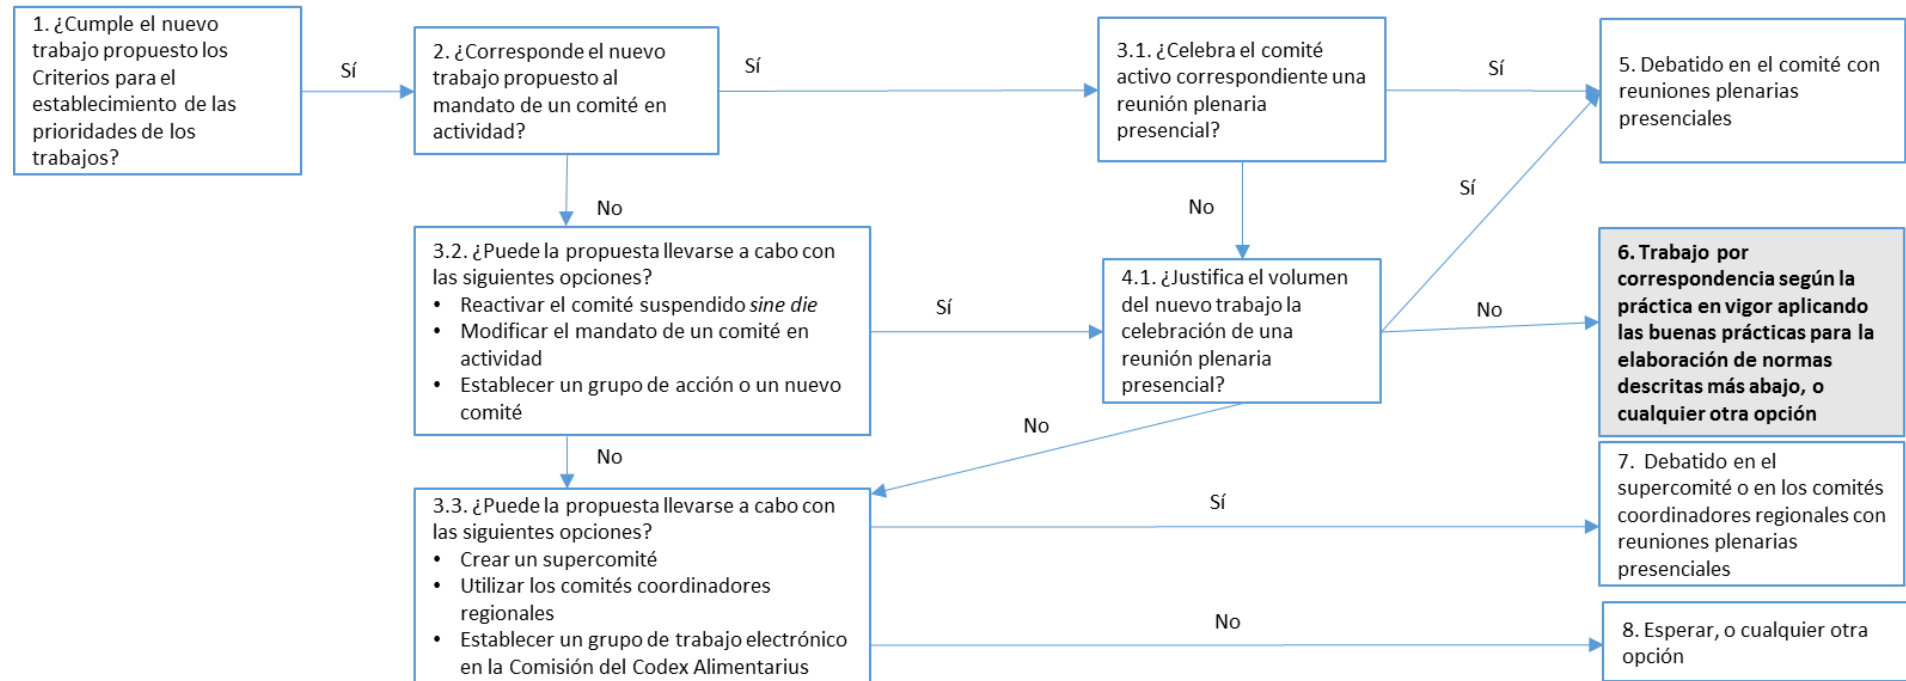 1. ¿Cumple el nuevo
trabajo propuesto los
Criterios para el
establecimiento de las
prioridades de los
trabajos?
Sí
2. ¿Corresponde el nuevo
trabajo propuesto al
mandato de un comité en
actividad?
Sí
3.1. ¿Celebra el comité
activo correspondiente una
reunión plenaria
presencial?
Sí
5. Debatido en el comité con
reuniones plenarias
presenciales
No
No
Sí
3.2. ¿Puede la propuesta llevarse a cabo con
las siguientes opciones?
• Reactivar el comité suspendido sine die
• Modificar el mandato de un comité en
actividad
• Establecer un grupo de acción o un nuevo
comité
Sí
4.1. ¿Justifica el volumen
del nuevo trabajo la
celebración de una
reunión plenaria
presencial?
No
6. Trabajo por
correspondencia según la
práctica en vigor aplicando
las buenas prácticas para la
elaboración de normas
descritas más abajo, o
cualquier otra opción
No
No
3.3. ¿Puede la propuesta llevarse a cabo con
las siguientes opciones?
• Crear un supercomité
• Utilizar los comités coordinadores
regionales
• Establecer un grupo de trabajo electrónico
en la Comisión del Codex Alimentarius
Sí
7. Debatido en el
supercomité o en los comités
coordinadores regionales con
reuniones plenarias
presenciales
No
8. Esperar, o cualquier otra
opción